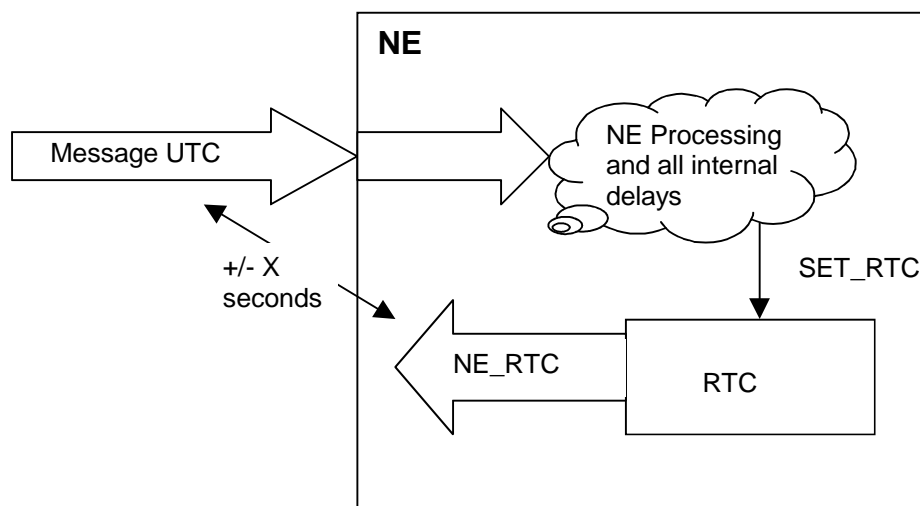 NE
Message UTC
NE Processing
and all internal
delays
+/- X
seconds
SET_RTC
NE_RTC
RTC